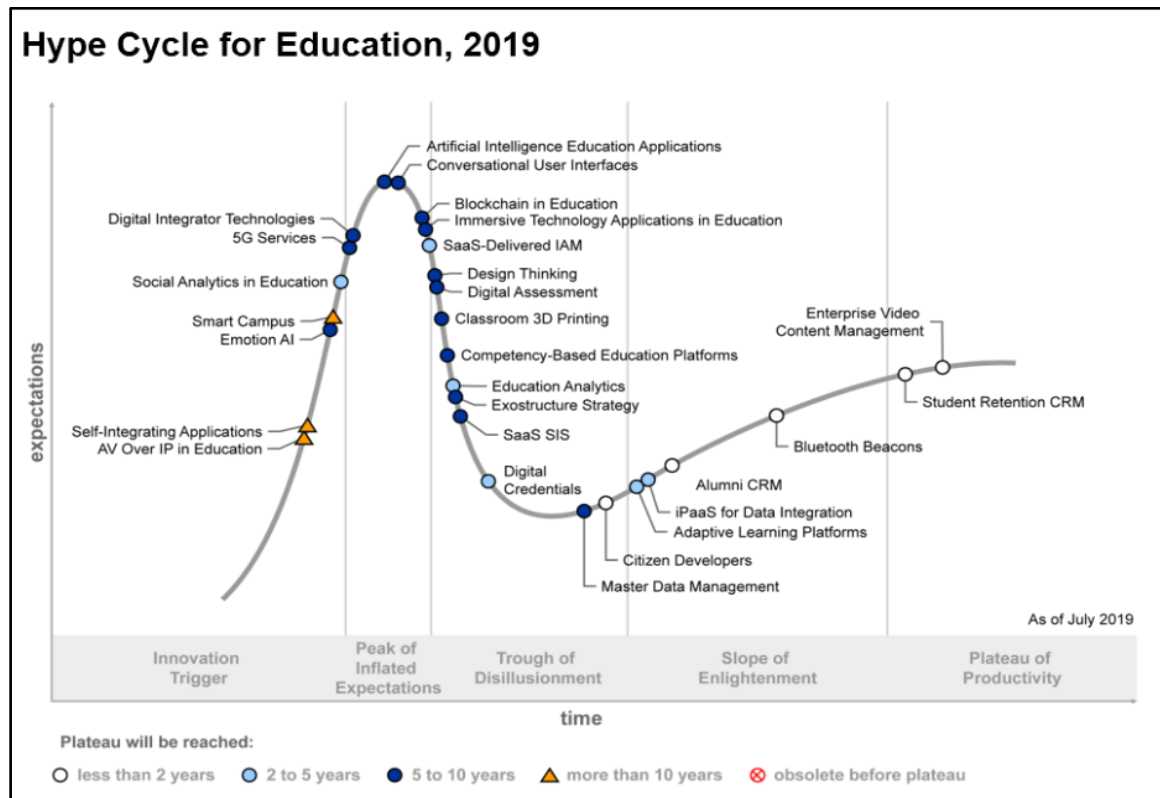 Hype Cycle for Education, 2019
expectations
Artificial Intelligence Education Applications
Conversational User Interfaces
Digital Integrator Technologies
5G Services
Blockchain in Education
Immersive Technology Applications in Education
SaaS-Delivered IAM
Social Analytics in Education
Design Thinking
Digital Assessment
Smart Campus
Emotion AI
Classroom 3D Printing
Competency-Based Education Platforms
Education Analytics
Exostructure Strategy
SaaS SIS
Self-Integrating Applications
AV Over IP in Education
Digital
Credentials
Enterprise Video
Content Management
Student Retention CRM
Bluetooth Beacons
Alumni CRM
iPaaS for Data Integration
Adaptive Learning Platforms
Citizen Developers
Master Data Management
As of July 2019
Innovation
Trigger
Peak of
Inflated
Expectations
Trough of
Disillusionment
Slope of
Enlightenment
Plateau of
Productivity
time
Plateau will be reached:
less than 2 years
2 to 5 years
5 to 10 years
more than 10 years
obsolete before plateau